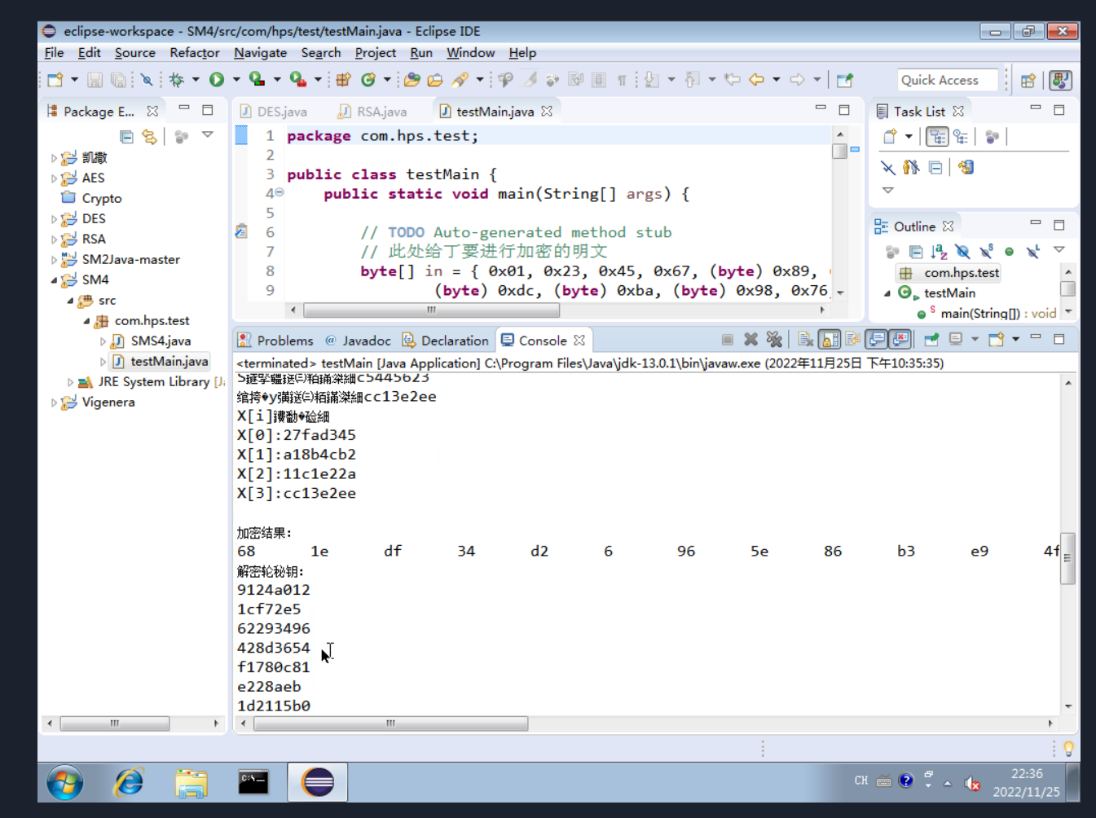 eclipse-workspace - SM4/src/com/hps/test/testMain.java - Eclipse IDE
File Edit Source Refactor Navigate Search Project Run Window Help
Quick Access
Package E...
凯撒
AES
Crypto
DES
RSA
SM2Java-master
SM4
src
com.hps.test
SMS4.java
testMain.java
JRE System Library [Ja
Vigenera
DES.java RSA.java testMain.java
1 package com.hps.test;
2
3 public class testMain {
4 public static void main(String[] args) {
5
6 // TODO Auto-generated method stub
7 // 此处给丁要进行加密的明文
8 byte[] in = { 0x01, 0x23, 0x45, 0x67, (byte) 0x89,
9 (byte) 0xdc, (byte) 0xba, (byte) 0x98, 0x76
Task List
Outline
com.hps.test
testMain
main(String[]) : void
Problems Javadoc Declaration Console
<terminated> testMain [Java Application] C:\Program Files\Java\jdk-13.0.1\bin\javaw.exe (2022年11月25日 下午10:35:35)
c5445623
cc13e2ee
X[i]
X[0]:27fad345
X[1]:a18b4cb2
X[2]:11c1e22a
X[3]:cc13e2ee
加密结果:
68 1e df 34 d2 6 96 5e 86 b3 e9 4f
解密轮秘钥:
9124a012
1cf72e5
62293496
428d3654
f1780c81
e228aeb
1d2115b0
CH
22:36
2022/11/25